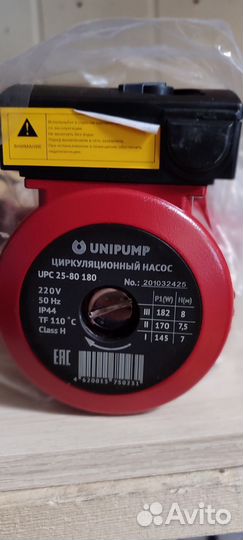 ВНИМАНИЕ
UNIPUMP
ЦИРКУЛЯЦИОННЫЙ НАСОС
UPC 25-80 180
No.: 201032425
220V
50 Hz
IP44
TF 110 °C
Class H
P1(W) H(м)
III 182 8
II 170 7,5
I 145 7
EAC
4 620015 750231
Avito